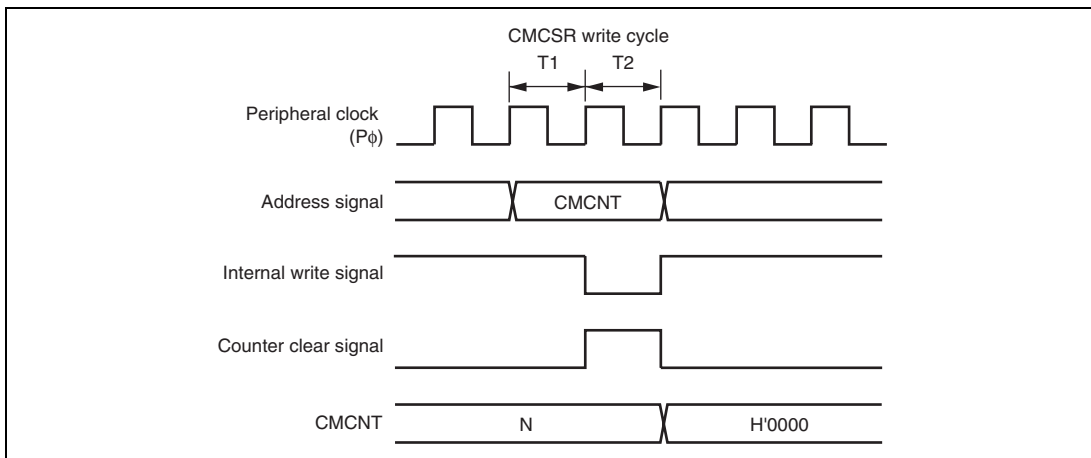 CMCSR write cycle
T1 T2
Peripheral clock
(Pϕ)
Address signal CMCNT
Internal write signal
Counter clear signal
CMCNT N H'0000